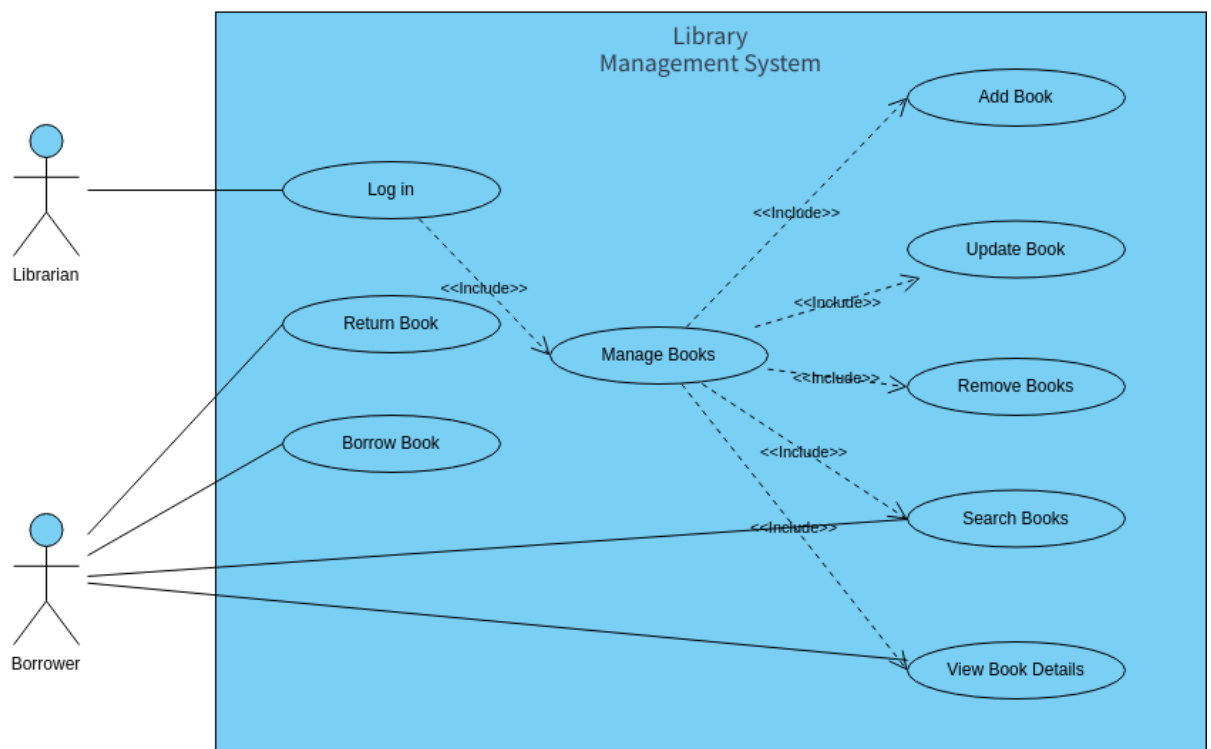 Library
Management System
Add Book
Log in
<<Include>>
Librarian
Update Book
<<Include>>
<<Include>>
Return Book
Manage Books
<<Include>>
Remove Books
Borrow Book
<<Include>>
Search Books
<<Include>>
Borrower
View Book Details